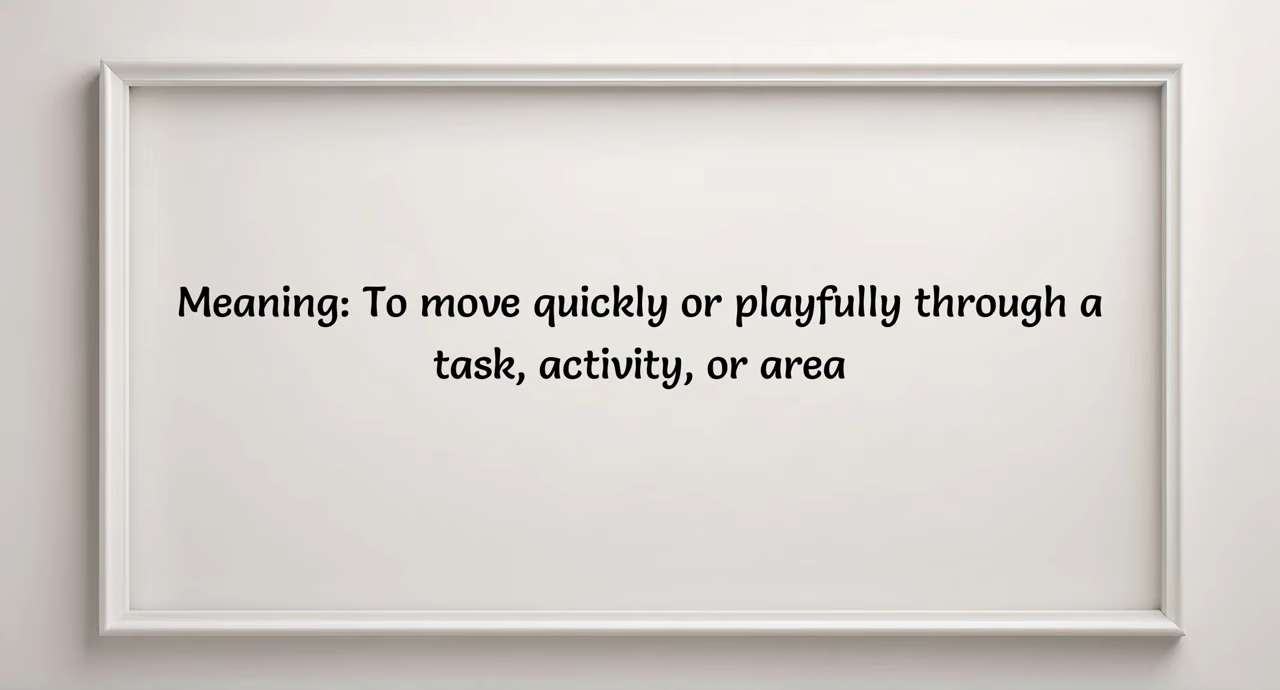 Meaning: To move quickly or playfully through a
task, activity, or area